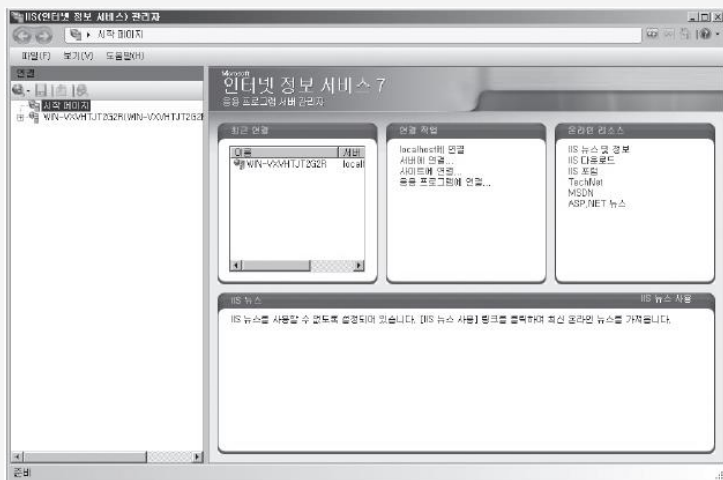 IIS(인터넷 정보 서비스) 관리자
시작 페이지
파일(F) 보기(V) 도움말(H)
연결
시작 페이지
WIN-VXVHTJT2G2R(WIN-VXVHTJT2G2
Microsoft
인터넷 정보 서비스 7
응용 프로그램 서버 관리자
최근 연결
이름 서버
WIN-VXVHTJT2G2R localh
연결 작업
localhost에 연결
서버에 연결...
사이트에 연결...
응용 프로그램에 연결...
온라인 리소스
IIS 뉴스 및 정보
IIS 다운로드
IIS 포럼
TechNet
MSDN
ASP.NET 뉴스
IIS 뉴스 IIS 뉴스 사용
IIS 뉴스를 사용할 수 없도록 설정되어 있습니다. [IIS 뉴스 사용] 링크를 클릭하여 최신 온라인 뉴스를 가져옵니다.
준비